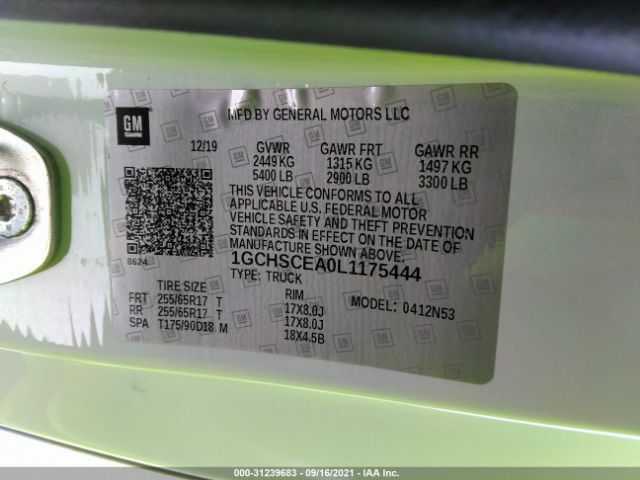 GM
MFD BY GENERAL MOTORS LLC
12/19 GVWR GAWR FRT GAWR RR
2449 KG 1315 KG 1497 KG
5400 LB 2900 LB 3300 LB
THIS VEHICLE CONFORMS TO ALL
APPLICABLE U.S. FEDERAL MOTOR
VEHICLE SAFETY AND THEFT PREVENTION
STANDARDS IN EFFECT ON THE DATE OF
MANUFACTURE SHOWN ABOVE.
8624
1GCHSCEA0L1175444
TYPE: TRUCK
TIRE SIZE RIM
FRT 255/65R17 T 17X8.0J MODEL: 0412N53
RR 255/65R17 T 17X8.0J
SPA T175/90D18 M 18X4.5B
000-31239683 - 09/16/2021 - IAA Inc.